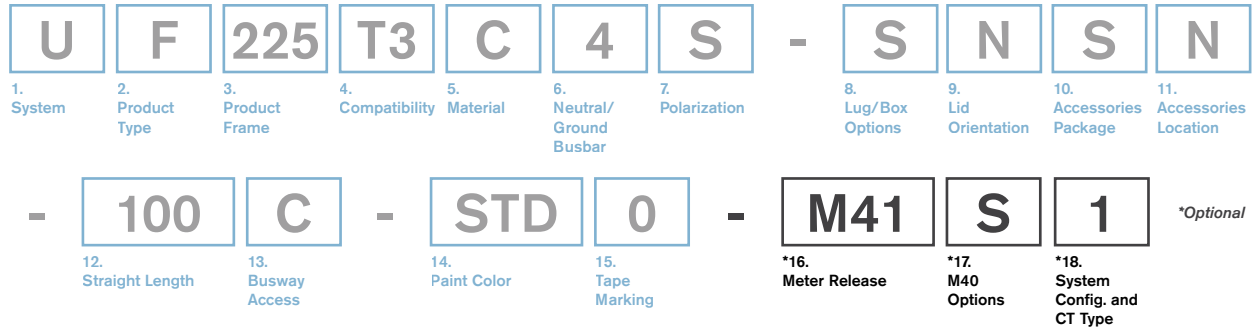 U F 225 T3 C 4 S - S N S N
1. 2. 3. 4. 5. 6. 7. 8. 9. 10. 11.
System Product Product Compatibility Material Neutral/ Polarization Lug/Box Lid Accessories Accessories
Type Frame Ground Options Orientation Package Location
Busbar
- 100 C - STD 0 - M41 S 1 *Optional
12. 13. 14. 15. *16. *17. *18.
Straight Length Busway Paint Color Tape Meter Release M40 System
Access Marking Options Config. and
CT Type